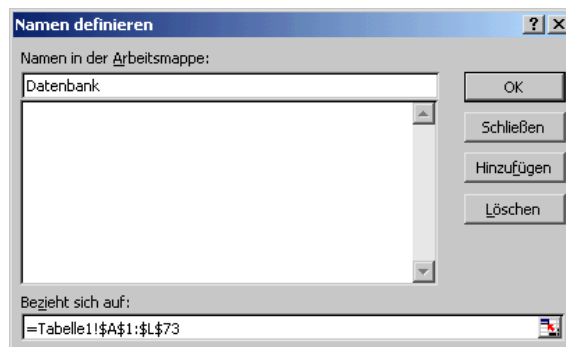 Namen definieren
Namen in der Arbeitsmappe:
Datenbank
OK
Schließen
Hinzufügen
Löschen
Bezieht sich auf:
=Tabelle1!$A$1:$L$73